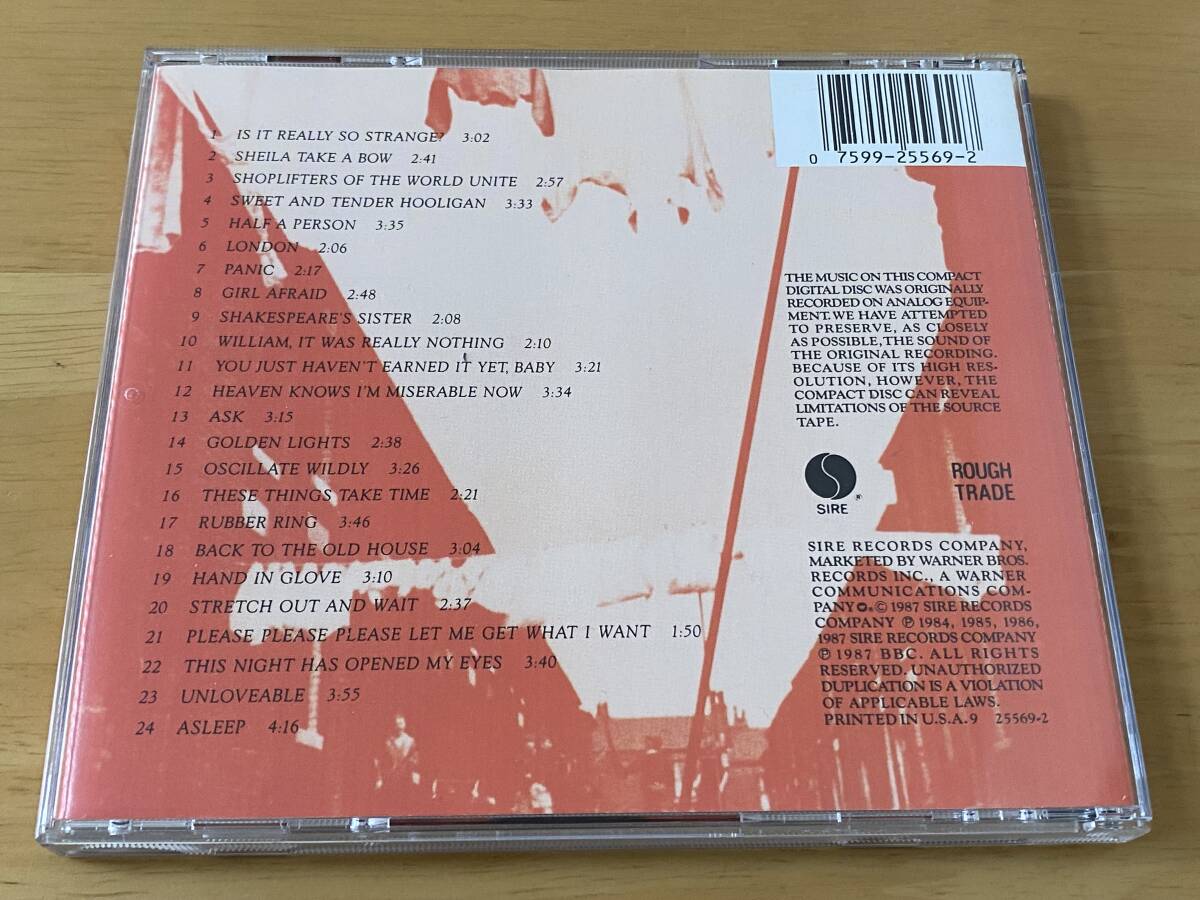 1 IS IT REALLY SO STRANGE? 3:02
2 SHEILA TAKE A BOW 2:41
3 SHOPLIFTERS OF THE WORLD UNITE 2:57
4 SWEET AND TENDER HOOLIGAN 3:33
5 HALF A PERSON 3:35
6 LONDON 2:06
7 PANIC 2:17
8 GIRL AFRAID 2:48
9 SHAKESPEARE'S SISTER 2:08
10 WILLIAM, IT WAS REALLY NOTHING 2:10
11 YOU JUST HAVEN'T EARNED IT YET, BABY 3:21
12 HEAVEN KNOWS I'M MISERABLE NOW 3:34
13 ASK 3:15
14 GOLDEN LIGHTS 2:38
15 OSCILLATE WILDLY 3:26
16 THESE THINGS TAKE TIME 2:21
17 RUBBER RING 3:46
18 BACK TO THE OLD HOUSE 3:04
19 HAND IN GLOVE 3:10
20 STRETCH OUT AND WAIT 2:37
21 PLEASE PLEASE PLEASE LET ME GET WHAT I WANT 1:50
22 THIS NIGHT HAS OPENED MY EYES 3:40
23 UNLOVEABLE 3:55
24 ASLEEP 4:16
0 7599-25569-2
THE MUSIC ON THIS COMPACT
DIGITAL DISC WAS ORIGINALLY
RECORDED ON ANALOG EQUIP-
MENT. WE HAVE ATTEMPTED
TO PRESERVE, AS CLOSELY
AS POSSIBLE, THE SOUND OF
THE ORIGINAL RECORDING.
BECAUSE OF ITS HIGH RES-
OLUTION, HOWEVER, THE
COMPACT DISC CAN REVEAL
LIMITATIONS OF THE SOURCE
TAPE.
SIRE ®
ROUGH
TRADE
SIRE RECORDS COMPANY,
MARKETED BY WARNER BROS.
RECORDS INC., A WARNER
COMMUNICATIONS COM-
PANY © 1987 SIRE RECORDS
COMPANY ℗ 1984, 1985, 1986,
1987 SIRE RECORDS COMPANY
℗ 1987 BBC. ALL RIGHTS
RESERVED. UNAUTHORIZED
DUPLICATION IS A VIOLATION
OF APPLICABLE LAWS.
PRINTED IN U.S.A. 9 25569-2